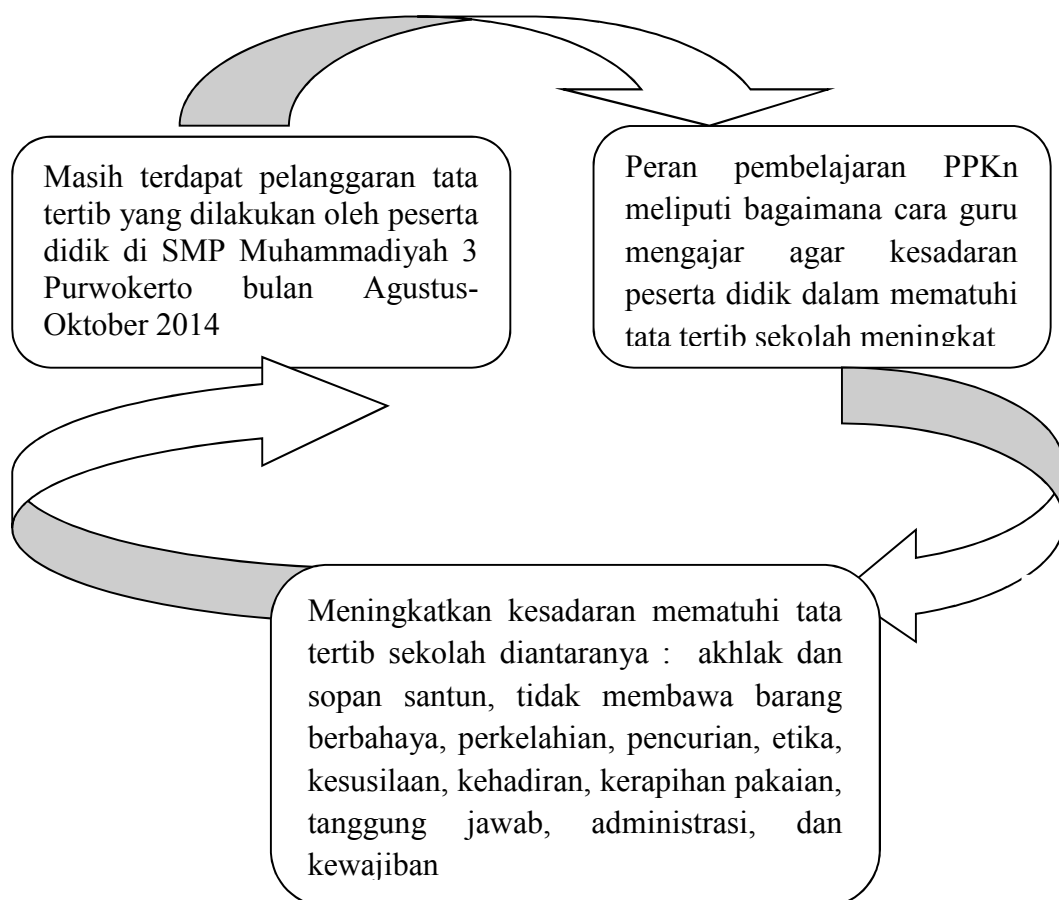 Masih terdapat pelanggaran tata
tertib yang dilakukan oleh peserta
didik di SMP Muhammadiyah 3
Purwokerto bulan Agustus-
Oktober 2014
Peran pembelajaran PPKn
meliputi bagaimana cara guru
mengajar agar kesadaran
peserta didik dalam mematuhi
tata tertib sekolah meningkat
Meningkatkan kesadaran mematuhi tata
tertib sekolah diantaranya : akhlak dan
sopan santun, tidak membawa barang
berbahaya, perkelahian, pencurian, etika,
kesusilaan, kehadiran, kerapihan pakaian,
tanggung jawab, administrasi, dan
kewajiban